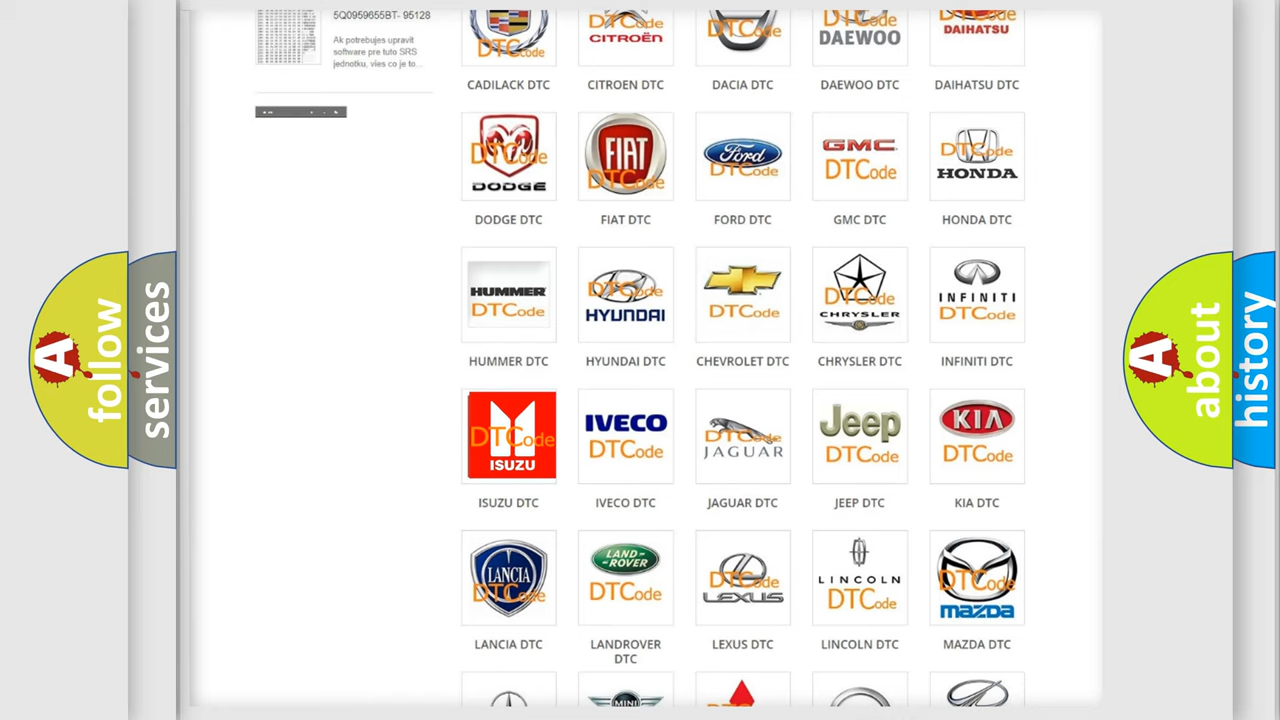 5Q0959655BT- 95128
Ak potrebujes upravit
software pre tuto SRS
jednotku, vies co je to...
DTCode
DTCode
CITROËN
DTCode
DTCode
DAEWOO
DTCode
DAIHATSU
CADILACK DTC
CITROEN DTC
DACIA DTC
DAEWOO DTC
DAIHATSU DTC
DTCode
DODGE
FIAT
DTCode
Ford
DTCode
GMC
DTCode
DTCode
HONDA
DODGE DTC
FIAT DTC
FORD DTC
GMC DTC
HONDA DTC
HUMMER
DTCode
DTCode
HYUNDAI
DTCode
DTCode
CHRYSLER
INFINITI
DTCode
HUMMER DTC
HYUNDAI DTC
CHEVROLET DTC
CHRYSLER DTC
INFINITI DTC
DTCode
ISUZU
IVECO
DTCode
DTCode
JAGUAR
Jeep
DTCode
KIA
DTCode
ISUZU DTC
IVECO DTC
JAGUAR DTC
JEEP DTC
KIA DTC
LANCIA
DTCode
LAND-
ROVER
DTCode
DTCode
LEXUS
LINCOLN
DTCode
DTCode
mazda
LANCIA DTC
LANDROVER
DTC
LEXUS DTC
LINCOLN DTC
MAZDA DTC
MINI
A
follow
services
A
about
history